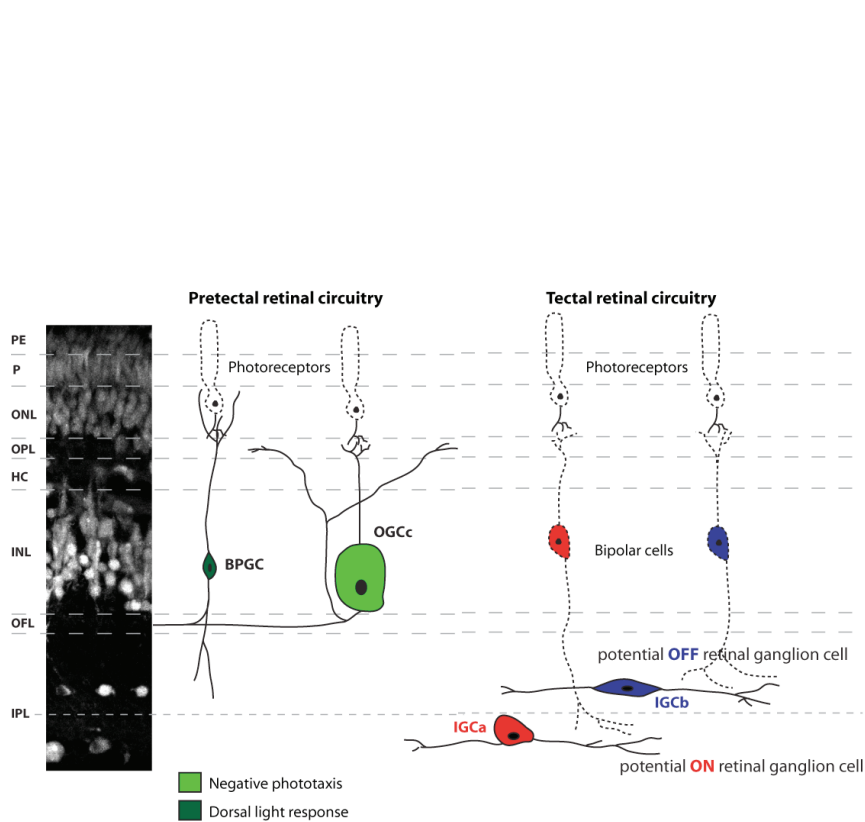 Pretectal retinal circuitry
Tectal retinal circuitry
PE
P
Photoreceptors
Photoreceptors
ONL
OPL
HC
OGCc
INL
BPGC
Bipolar cells
OFL
potential OFF retinal ganglion cell
IGCb
IPL
IGCa
potential ON retinal ganglion cell
Negative phototaxis
Dorsal light response